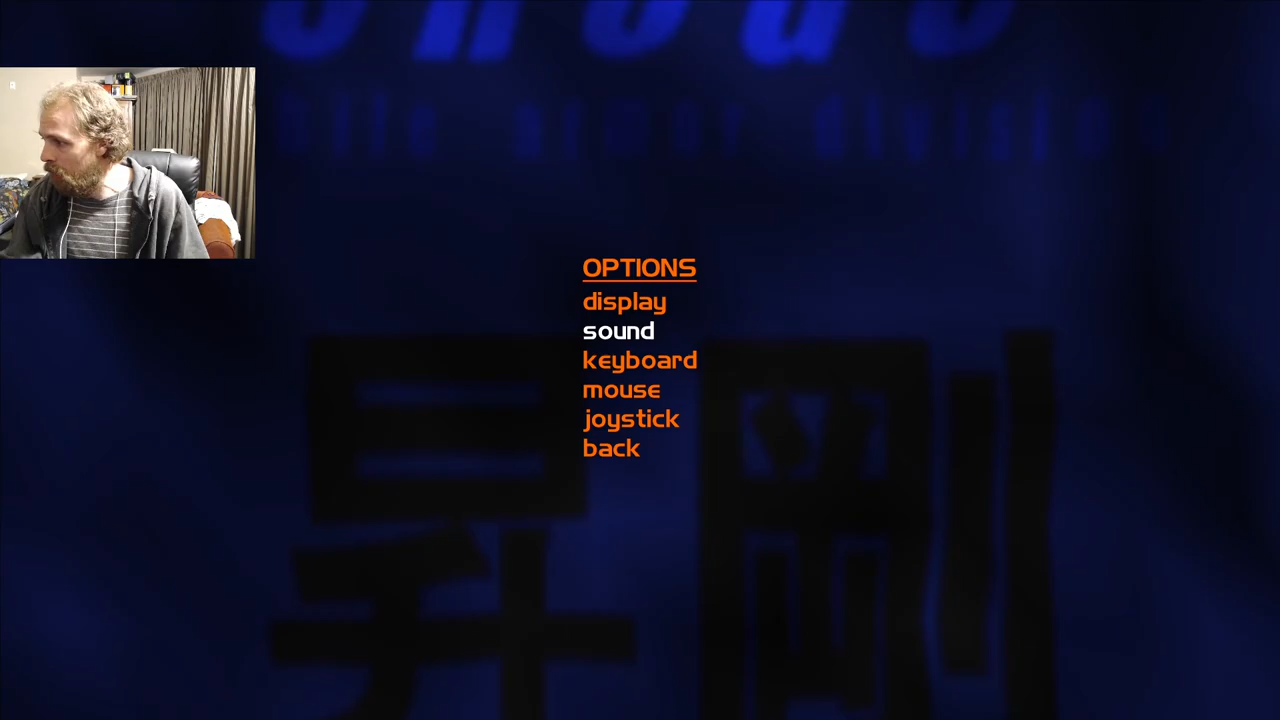 OPTIONS
display
sound
keyboard
mouse
joystick
back
昇剛